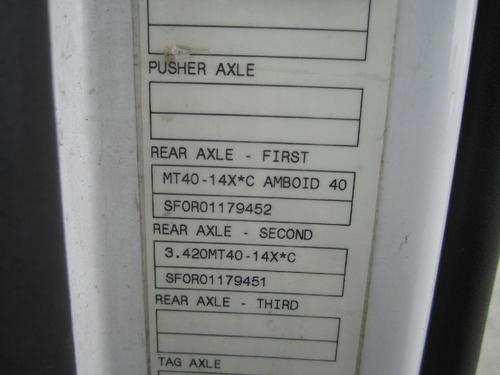 PUSHER AXLE
REAR AXLE - FIRST
MT40-14X*C AMBOID 40
SFOR01179452
REAR AXLE - SECOND
3.420MT40-14X*C
SFOR01179451
REAR AXLE - THIRD
TAG AXLE